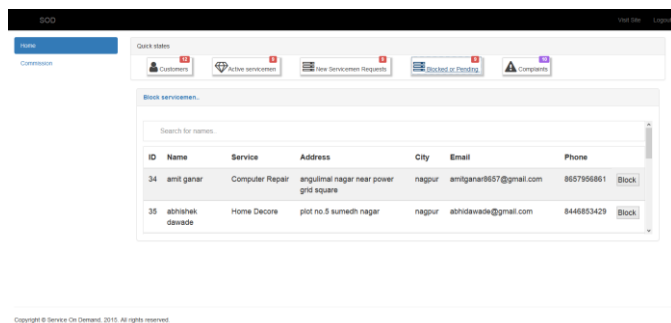 SOD Visit Site Logout
Home
Commission
Quick states
12
Customers
Active servicemen
New Servicemen Requests
Blocked or Pending
Complaints
Block servicemen..
Search for names.
ID Name Service Address City Email Phone
34 amit ganar Computer Repair angulimal nagar near power nagpur amitganar8657@gmail.com 8657956861 Block
grid square
35 abhishek Home Decore plot no.5 sumedh nagar nagpur abhidawade@gmail.com 8446853429 Block
dawade
Copyright © Service On Demand, 2015. All rights reserved.